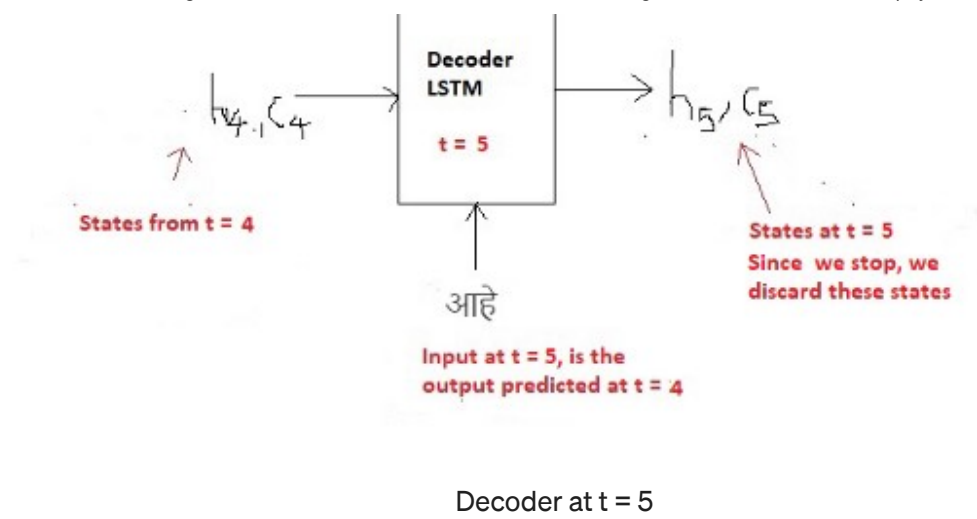 Decoder
LSTM
t = 5
h4, C4
h5, C5
States from t = 4
States at t = 5
Since we stop, we
discard these states
आहे
Input at t = 5, is the
output predicted at t = 4
Decoder at t = 5